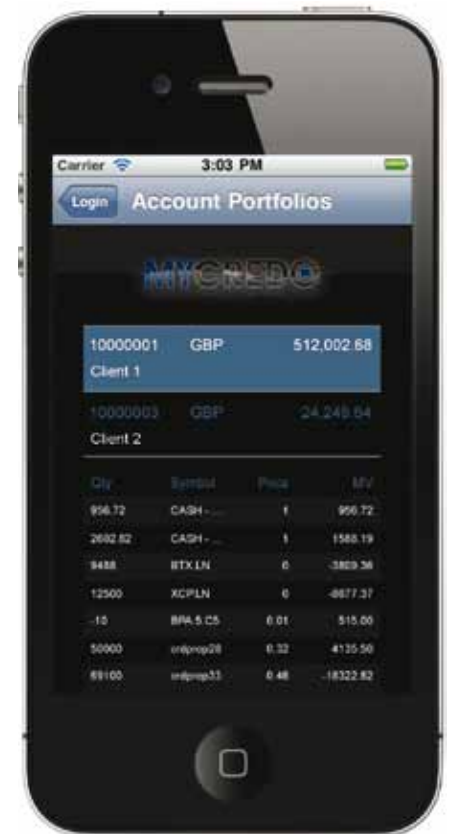 Carrier 3:03 PM
Login Account Portfolios
MYCREDO
10000001 GBP 512,002.68
Client 1
10000003 GBP 24,249.64
Client 2
Qty Symbol Price MV
956.72 CASH - ... 1 956.72
2602.82 CASH - ... 1 1588.19
9488 BTX.LN 0 -3809.36
12500 XCPLN 0 -8677.37
-10 BPA.5.C5 0.01 515.00
50000 ordprop28 0.32 4135.50
69100 ordprop33 0.48 -18322.82